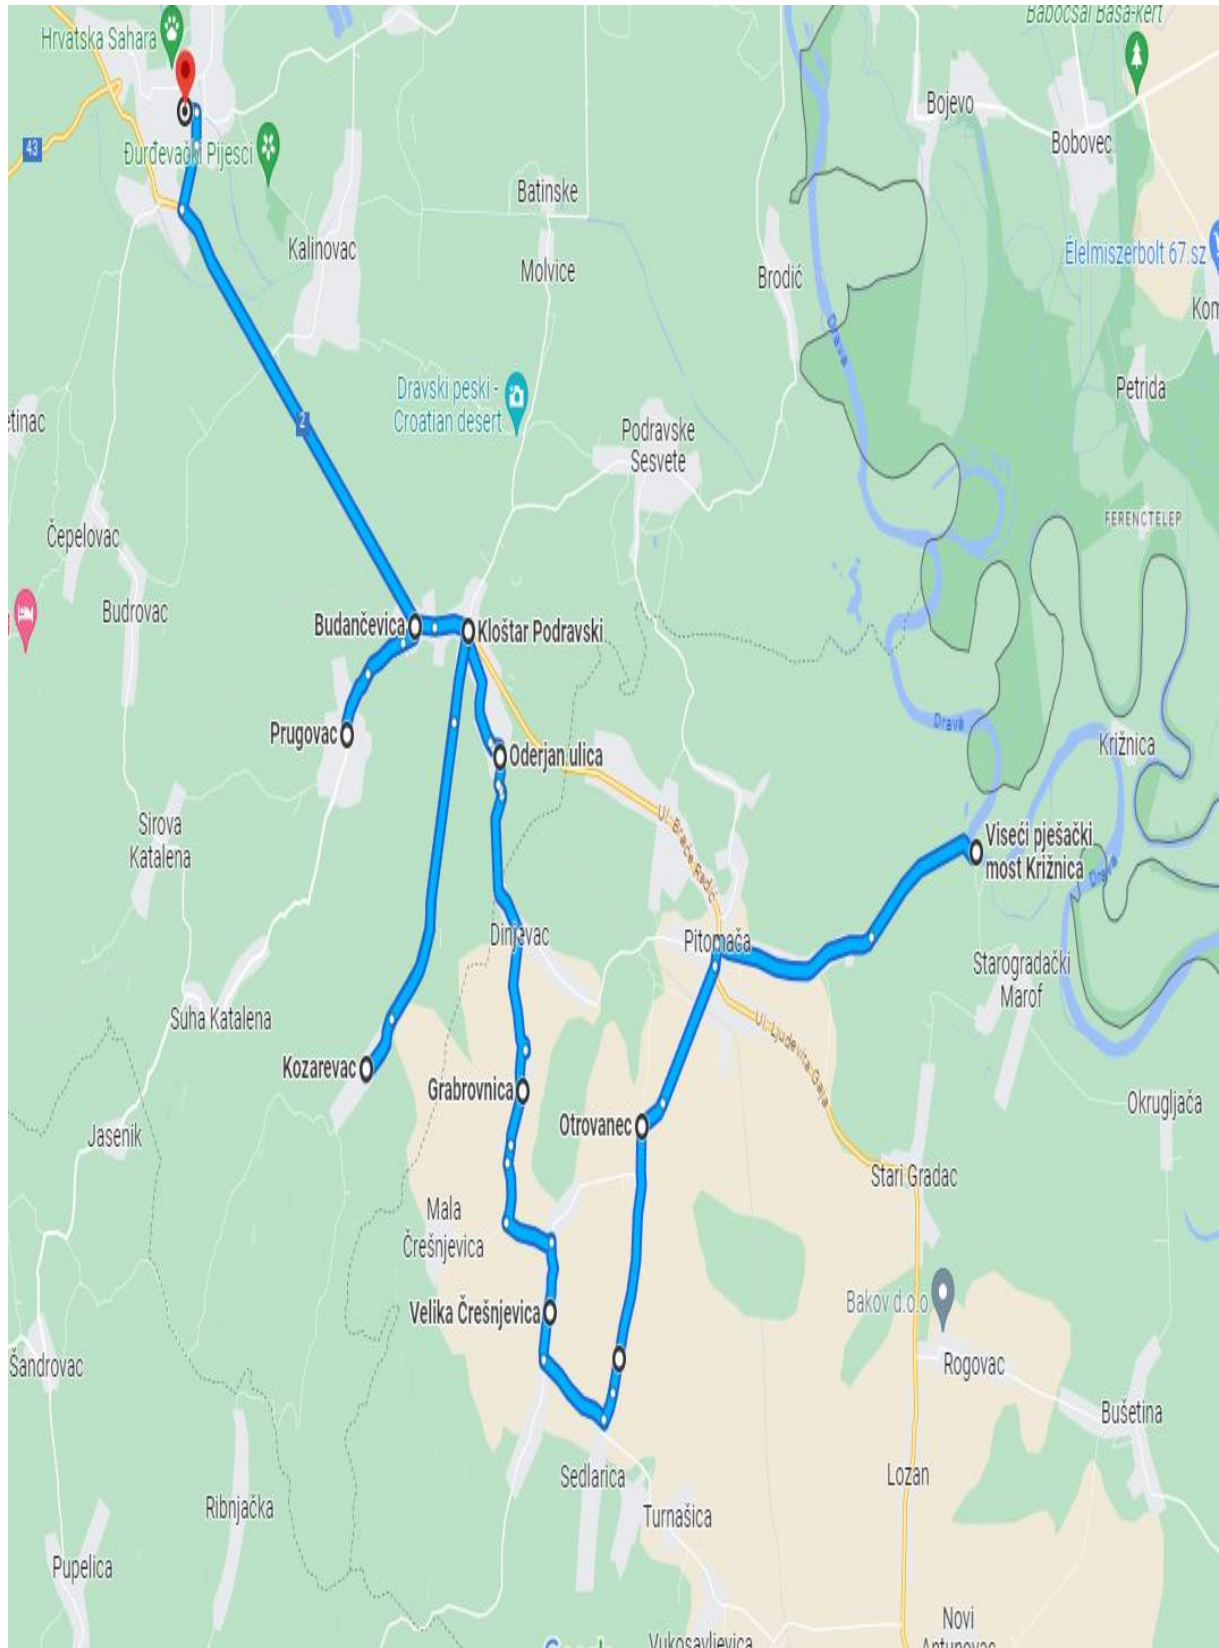 Hrvatska Sahara
Babócsai Basa-kert
Bojevo
Bobovec
43
Đurđevački Pijesci
Batinske
Kalinovac
Élelmiszerbolt 67.sz
Molvice
Brodić
Drava
Dravski peski -
Croatian desert
Petrida
2
Podravske
Sesvete
Čepelovac
FERENCTELEP
Budrovac
Budančevica
Kloštar Podravski
Prugovac
Drava
Križnica
Oderjan ulica
Sirova
Katalena
Ul. Braće Radić
Viseći pješački
most Križnica
Drava
Dinjevac
Pitomača
Starogradački
Marof
Suha Katalena
Ul. Ljudevita Gaja
Kozarevac
Grabrovnica
Okrugljača
Otrovanec
Jasenik
Stari Gradac
Mala
Črešnjevica
Velika Črešnjevica
Bakov d.o.o
Šandrovac
Rogovac
Bušetina
Sedlarica
Lozan
Ribnjačka
Turnašica
Pupelica
Novi